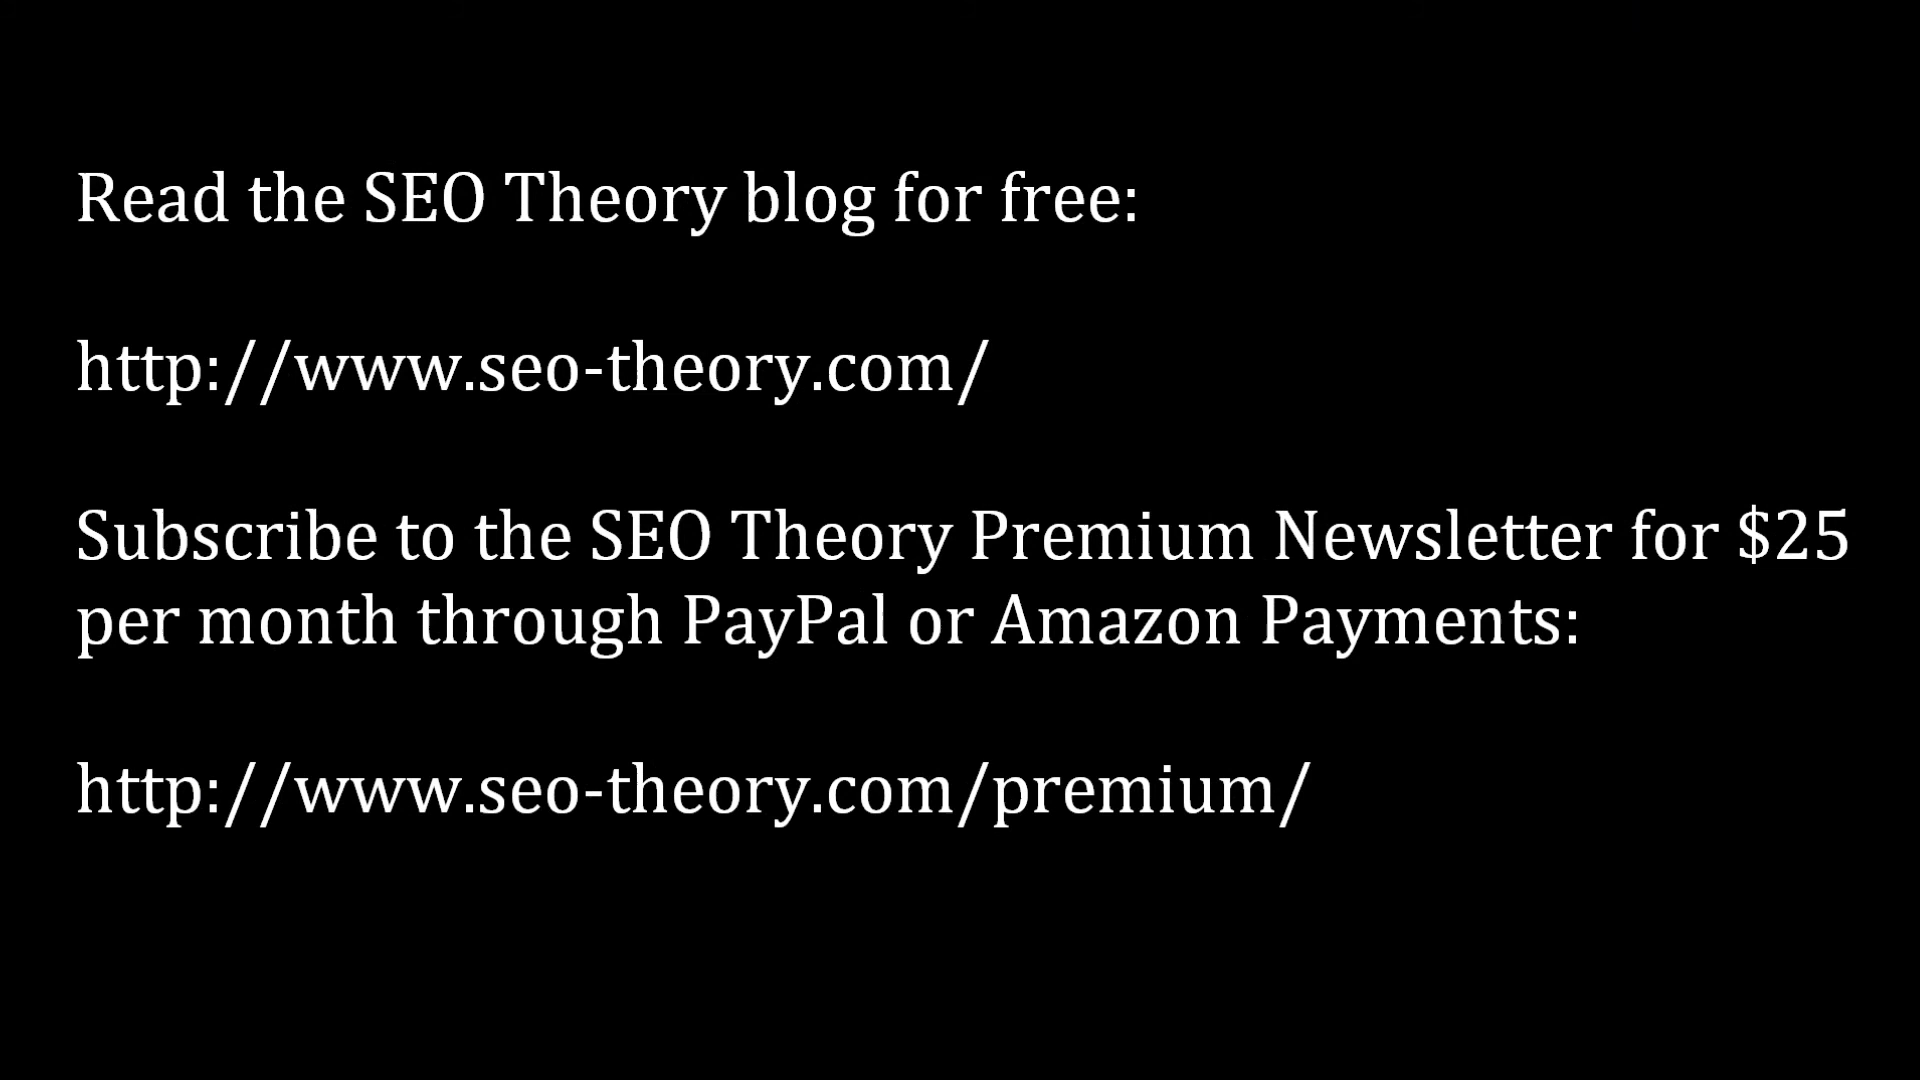 Read the SEO Theory blog for free:
http://www.seo-theory.com/
Subscribe to the SEO Theory Premium Newsletter for $25
per month through PayPal or Amazon Payments:
http://www.seo-theory.com/premium/